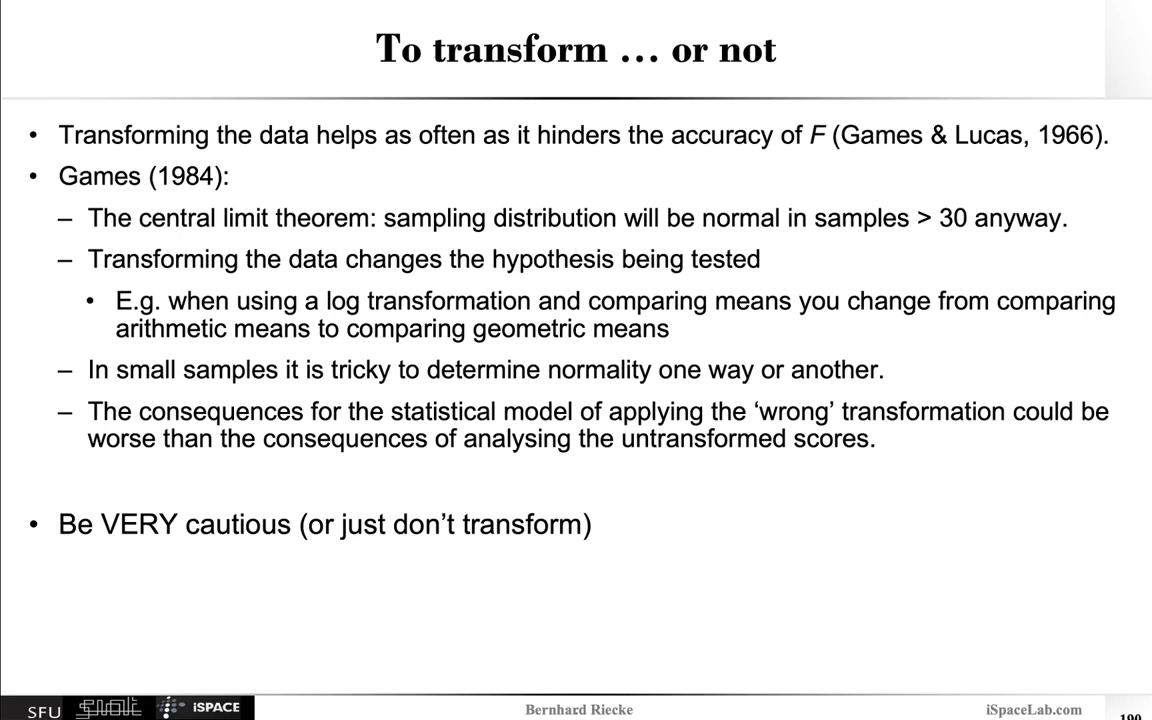 To transform … or not
• Transforming the data helps as often as it hinders the accuracy of F (Games & Lucas, 1966).
• Games (1984):
– The central limit theorem: sampling distribution will be normal in samples > 30 anyway.
– Transforming the data changes the hypothesis being tested
• E.g. when using a log transformation and comparing means you change from comparing
arithmetic means to comparing geometric means
– In small samples it is tricky to determine normality one way or another.
– The consequences for the statistical model of applying the ‘wrong’ transformation could be
worse than the consequences of analysing the untransformed scores.
• Be VERY cautious (or just don’t transform)
SFU iSPACE Bernhard Riecke iSpaceLab.com